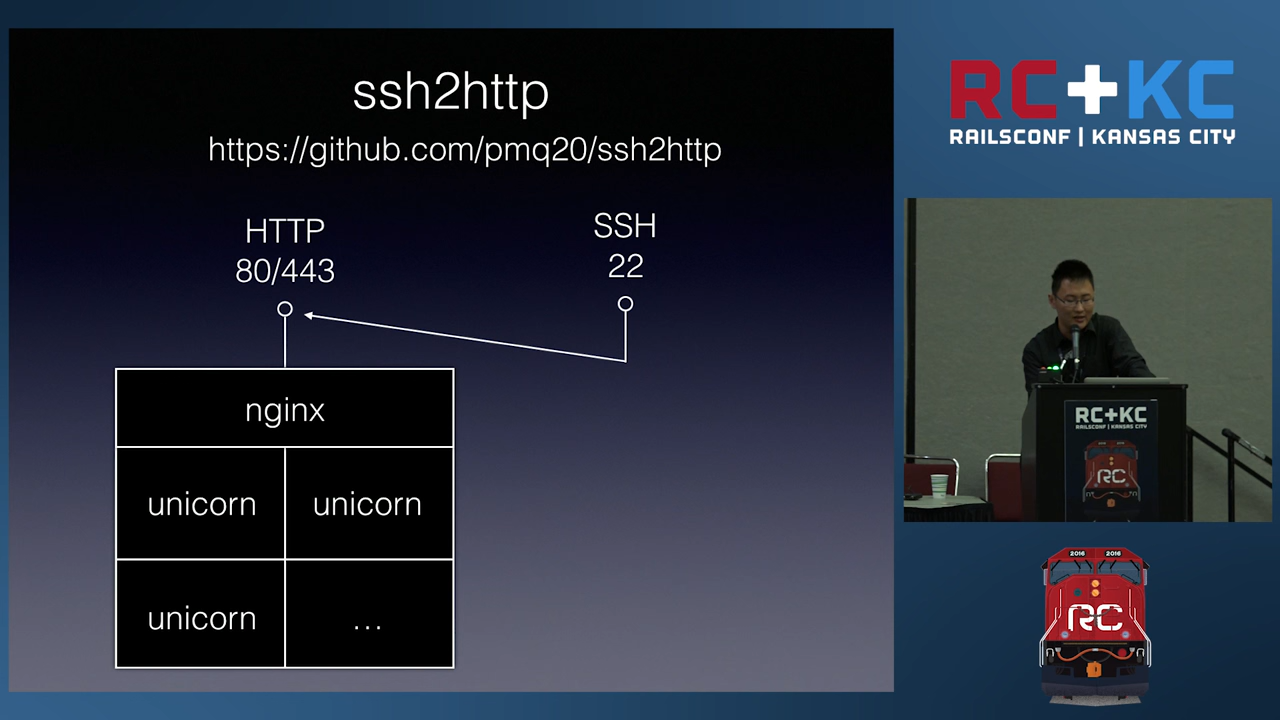 ssh2http
https://github.com/pmq20/ssh2http
HTTP
80/443
SSH
22
nginx
unicorn
unicorn
unicorn
...
RC+KC
RAILSCONF | KANSAS CITY
RC+KC
RAILSCONF | KANSAS CITY
RC
2016
2016
RC